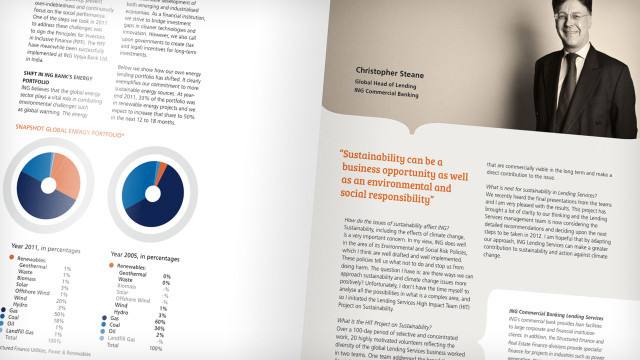 over-indebtedness and continually
focus on the social performance.
One of the steps we took in 2011
to address these challenges was
to sign the Principles for Investors
in Inclusive Finance (PIIF). The PIIF
have meanwhile been successfully
implemented at ING Vysya Bank Ltd.
in India.
SHIFT IN ING BANK'S ENERGY
PORTFOLIO
ING believes that the global energy
sector plays a vital role in combating
environmental challenges such
as global warming. The energy
both emerging and industrialised
economies. As a financial institution,
we strive to bridge investment
gaps in cleaner technologies and
innovation. However, we also call
upon governments to create (tax
and legal) incentives for long-term
investments.
Below we show how our own energy
lending portfolio has shifted. It clearly
exemplifies our commitment to more
sustainable energy sources. At year-
end 2011, 33% of the portfolio was
in renewable energy projects and we
expect to increase that share to 50%
in the next 12 to 18 months.
SNAPSHOT GLOBAL ENERGY PORTFOLIO*
Year 2011, in percentages
Renewables:
Geothermal 1%
Waste 1%
Biomass 1%
Solar 3%
Offshore Wind 1%
Wind 20%
Hydro 3%
Gas 50%
Coal 18%
Oil 1%
Landfill Gas 1%
Total 100%
Year 2005, in percentages
Renewables:
Geothermal 0%
Waste 0%
Biomass -%
Solar -%
Offshore Wind -%
Wind 1%
Hydro 3%
Gas 60%
Coal 34%
Oil 2%
Landfill Gas -%
Total 100%
Structured Finance Utilities, Power & Renewables
Christopher Steane
Global Head of Lending
ING Commercial Banking
“Sustainability can be a
business opportunity as well
as an environmental and
social responsibility”
How do the issues of sustainability affect ING?
Sustainability, including the effects of climate change,
is a very important concern. In my view, ING does well
in the area of its Environmental and Social Risk Policies,
which I think are well drafted and well implemented.
These policies tell us what not to do and stop us from
doing harm. The question I have is: are there ways we can
approach sustainability and climate change issues more
positively? Unfortunately, I don't have the time myself to
analyse all the possibilities in what is a complex area, and
so I initiated the Lending Services High Impact Team (HIT)
Project on Sustainability.
What is the HIT Project on Sustainability?
Over a 100-day period of selective and concentrated
work, 20 highly motivated volunteers reflecting the
diversity of the global Lending Services business worked
in two teams. One team addressed the
that are commercially viable in the long term and make a
direct contribution to the issue.
What is next for sustainability in Lending Services?
We recently heard the final presentations from the teams
and I am very pleased with the results. This project has
brought a lot of clarity to our thinking and the Lending
Services management team is now considering the
detailed recommendations and deciding upon the next
steps to be taken in 2012. I am hopeful that by adapting
our approach, ING Lending Services can make a greater
contribution to sustainability and action against climate
change.
ING Commercial Banking Lending Services
ING's commercial bank provides loan facilities
to large corporate and financial institution
clients. In addition, the Structured Finance and
Real Estate Finance divisions provide specialist
finance for projects in industries such as power